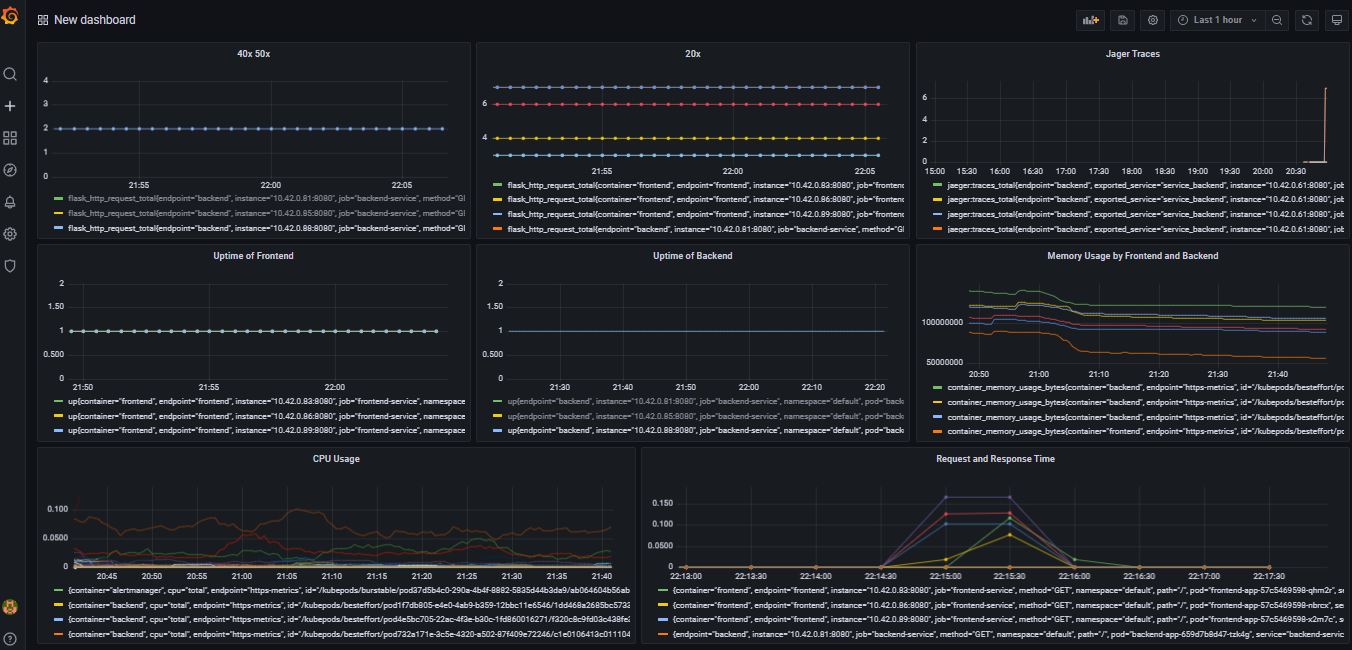 New dashboard
Last 1 hour
40x 50x
4
3
2
1
0
21:55 22:00 22:05
flask_http_request_total{endpoint="backend", instance="10.42.0.81:8080", job="backend-service", method="GI
flask_http_request_total{endpoint="backend", instance="10.42.0.85:8080", job="backend-service", method="GI
flask_http_request_total{endpoint="backend", instance="10.42.0.88:8080", job="backend-service", method="GI
20x
6
4
21:55 22:00 22:05
flask_http_request_total{container="frontend", endpoint="frontend", instance="10.42.0.83:8080", job="fronten
flask_http_request_total{container="frontend", endpoint="frontend", instance="10.42.0.86:8080", job="fronten
flask_http_request_total{container="frontend", endpoint="frontend", instance="10.42.0.89:8080", job="fronten
flask_http_request_total{endpoint="backend", instance="10.42.0.81:8080", job="backend-service", method="GI
Jager Traces
6
4
2
0
15:00 15:30 16:00 16:30 17:00 17:30 18:00 18:30 19:00 19:30 20:00 20:30
jaeger:traces_total{endpoint="backend", exported_service="service_backend", instance="10.42.0.61:8080", job
jaeger:traces_total{endpoint="backend", exported_service="service_backend", instance="10.42.0.61:8080", job
jaeger:traces_total{endpoint="backend", exported_service="service_backend", instance="10.42.0.61:8080", job
jaeger:traces_total{endpoint="backend", exported_service="service_backend", instance="10.42.0.61:8080", job
Uptime of Frontend
2
1.50
1
0.500
0
21:50 21:55 22:00
up{container="frontend", endpoint="frontend", instance="10.42.0.83:8080", job="frontend-service", namespace
up{container="frontend", endpoint="frontend", instance="10.42.0.86:8080", job="frontend-service", namespace
up{container="frontend", endpoint="frontend", instance="10.42.0.89:8080", job="frontend-service", namespace
Uptime of Backend
2
1.50
1
0.500
0
21:30 21:40 21:50 22:00 22:10 22:20
up{endpoint="backend", instance="10.42.0.81:8080", job="backend-service", namespace="default", pod="back
up{endpoint="backend", instance="10.42.0.85:8080", job="backend-service", namespace="default", pod="back
up{endpoint="backend", instance="10.42.0.88:8080", job="backend-service", namespace="default", pod="back
Memory Usage by Frontend and Backend
100000000
50000000
20:50 21:00 21:10 21:20 21:30 21:40
container_memory_usage_bytes{container="backend", endpoint="https-metrics", id="/kubepods/besteffort/po
container_memory_usage_bytes{container="backend", endpoint="https-metrics", id="/kubepods/besteffort/po
container_memory_usage_bytes{container="backend", endpoint="https-metrics", id="/kubepods/besteffort/po
container_memory_usage_bytes{container="frontend", endpoint="https-metrics", id="/kubepods/besteffort/po
CPU Usage
0.100
0.0500
0
20:45 20:50 20:55 21:00 21:05 21:10 21:15 21:20 21:25 21:30 21:35 21:40
{container="alertmanager", cpu="total", endpoint="https-metrics", id="/kubepods/burstable/pod37d5b4c0-290a-4b4f-8882-5835d44b3da9/ab064604b56ab
{container="backend", cpu="total", endpoint="https-metrics", id="/kubepods/besteffort/pod1f7db805-e4e0-4ab9-b359-12bbc11e6546/1dd468a2685bc5733
{container="backend", cpu="total", endpoint="https-metrics", id="/kubepods/besteffort/pod4e5bc705-22ac-4f3e-b30c-1fd860016271/f320c8c9fd03c438fe2
{container="backend", cpu="total", endpoint="https-metrics", id="/kubepods/besteffort/pod732a171e-3c5e-4320-a502-87f409e72246/c1e0106413c011104
Request and Response Time
0.150
0.100
0.0500
0
22:13:00 22:13:30 22:14:00 22:14:30 22:15:00 22:15:30 22:16:00 22:16:30 22:17:00 22:17:30
{container="frontend", endpoint="frontend", instance="10.42.0.83:8080", job="frontend-service", method="GET", namespace="default", path="/", pod="frontend-app-57c5469598-qhm2r", se
{container="frontend", endpoint="frontend", instance="10.42.0.86:8080", job="frontend-service", method="GET", namespace="default", path="/", pod="frontend-app-57c5469598-nbrcx", se
{container="frontend", endpoint="frontend", instance="10.42.0.89:8080", job="frontend-service", method="GET", namespace="default", path="/", pod="frontend-app-57c5469598-x2m7c", se
{endpoint="backend", instance="10.42.0.81:8080", job="backend-service", method="GET", namespace="default", path="/", pod="backend-app-659d7b8d47-tzk4g", service="backend-servic